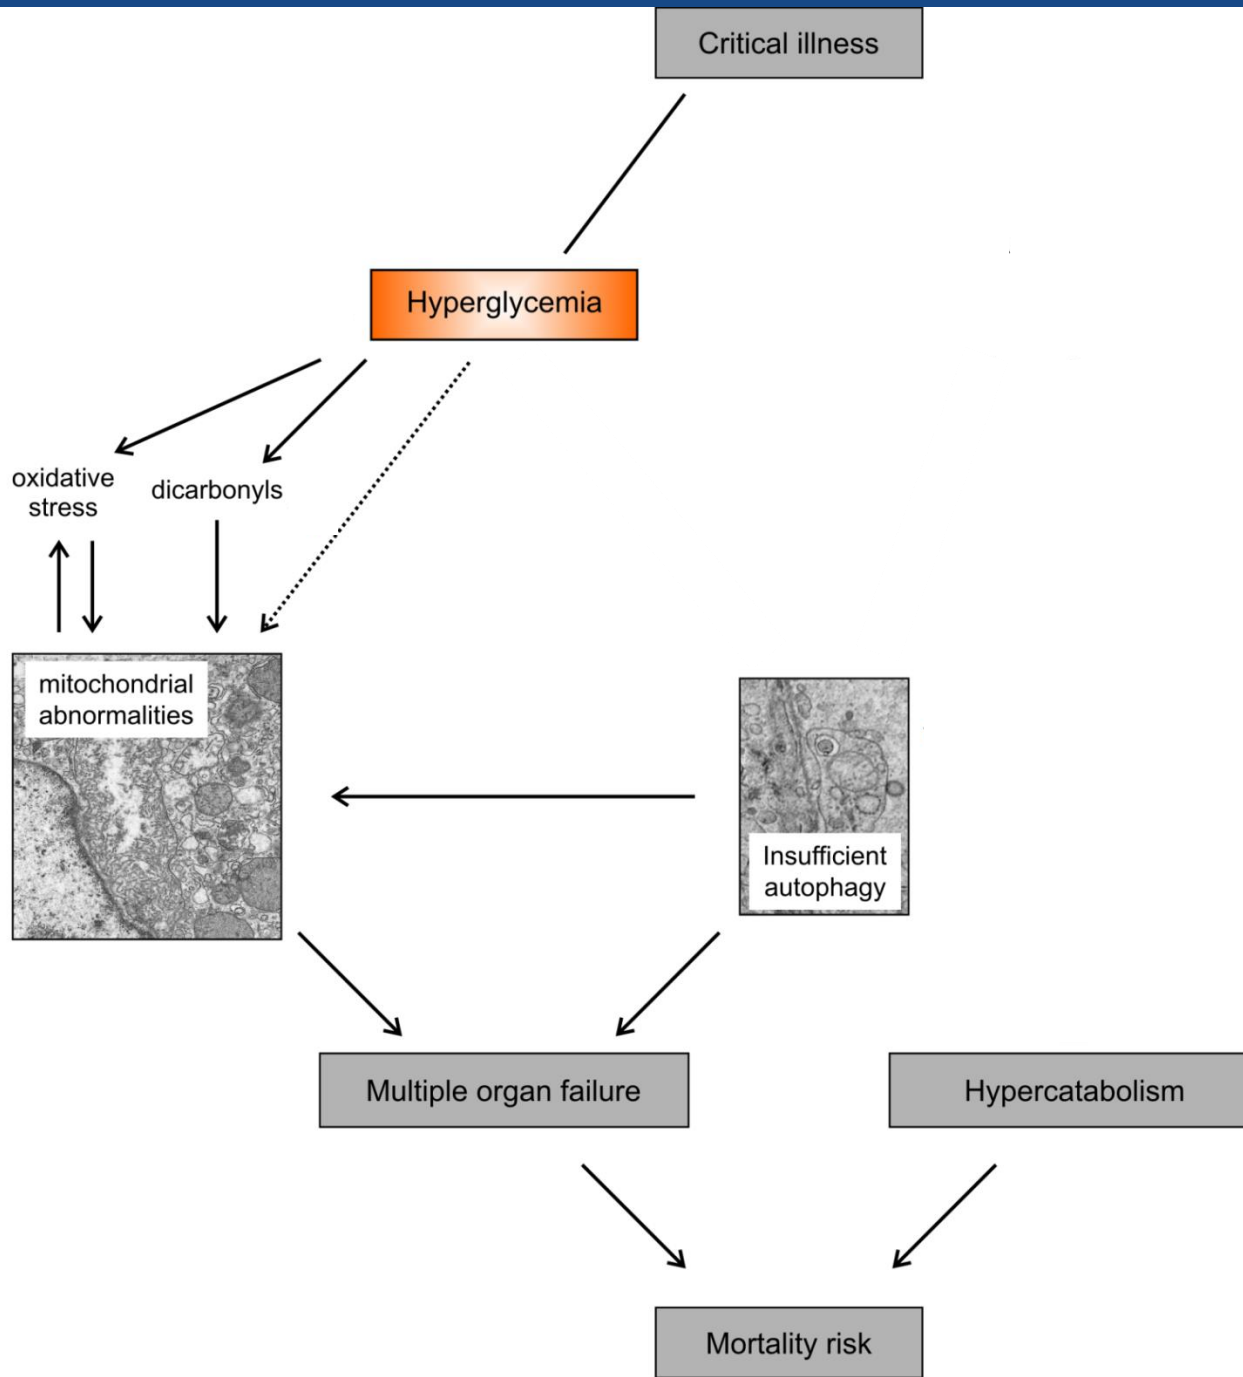 Critical illness
Hyperglycemia
oxidative
stress
dicarbonyls
mitochondrial
abnormalities
Insufficient
autophagy
Multiple organ failure
Hypercatabolism
Mortality risk